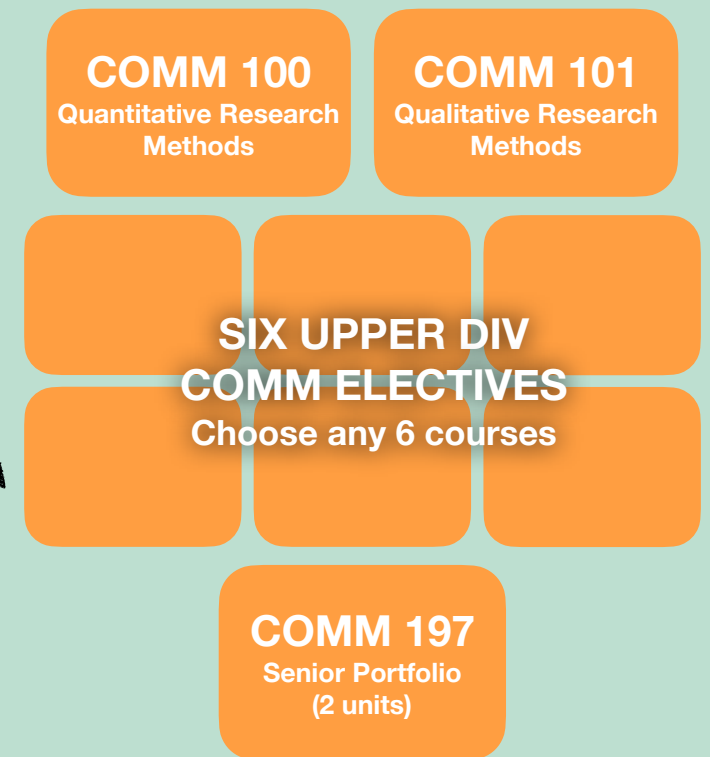 COMM 100
Quantitative Research
Methods
COMM 101
Qualitative Research
Methods
SIX UPPER DIV
COMM ELECTIVES
Choose any 6 courses
COMM 197
Senior Portfolio
(2 units)